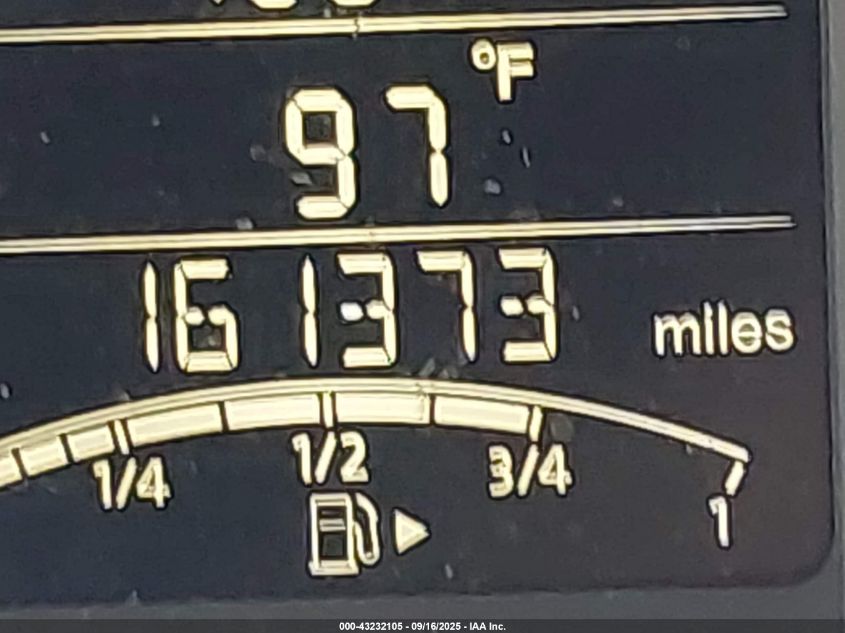 °F
97
161373 miles
1/4 1/2 3/4 1
000-43232105 - 09/16/2025 - IAA Inc.